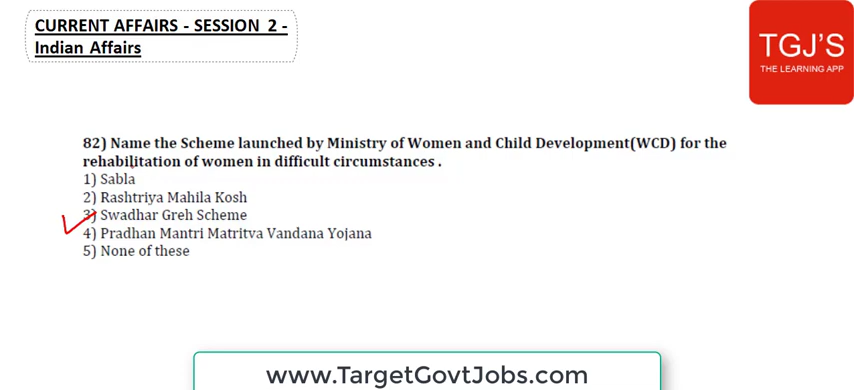 CURRENT AFFAIRS - SESSION 2 -
Indian Affairs
TGJ'S
THE LEARNING APP
82) Name the Scheme launched by Ministry of Women and Child Development(WCD) for the
rehabilitation of women in difficult circumstances .
1) Sabla
2) Rashtriya Mahila Kosh
3) Swadhar Greh Scheme
4) Pradhan Mantri Matritva Vandana Yojana
5) None of these
www.TargetGovtJobs.com